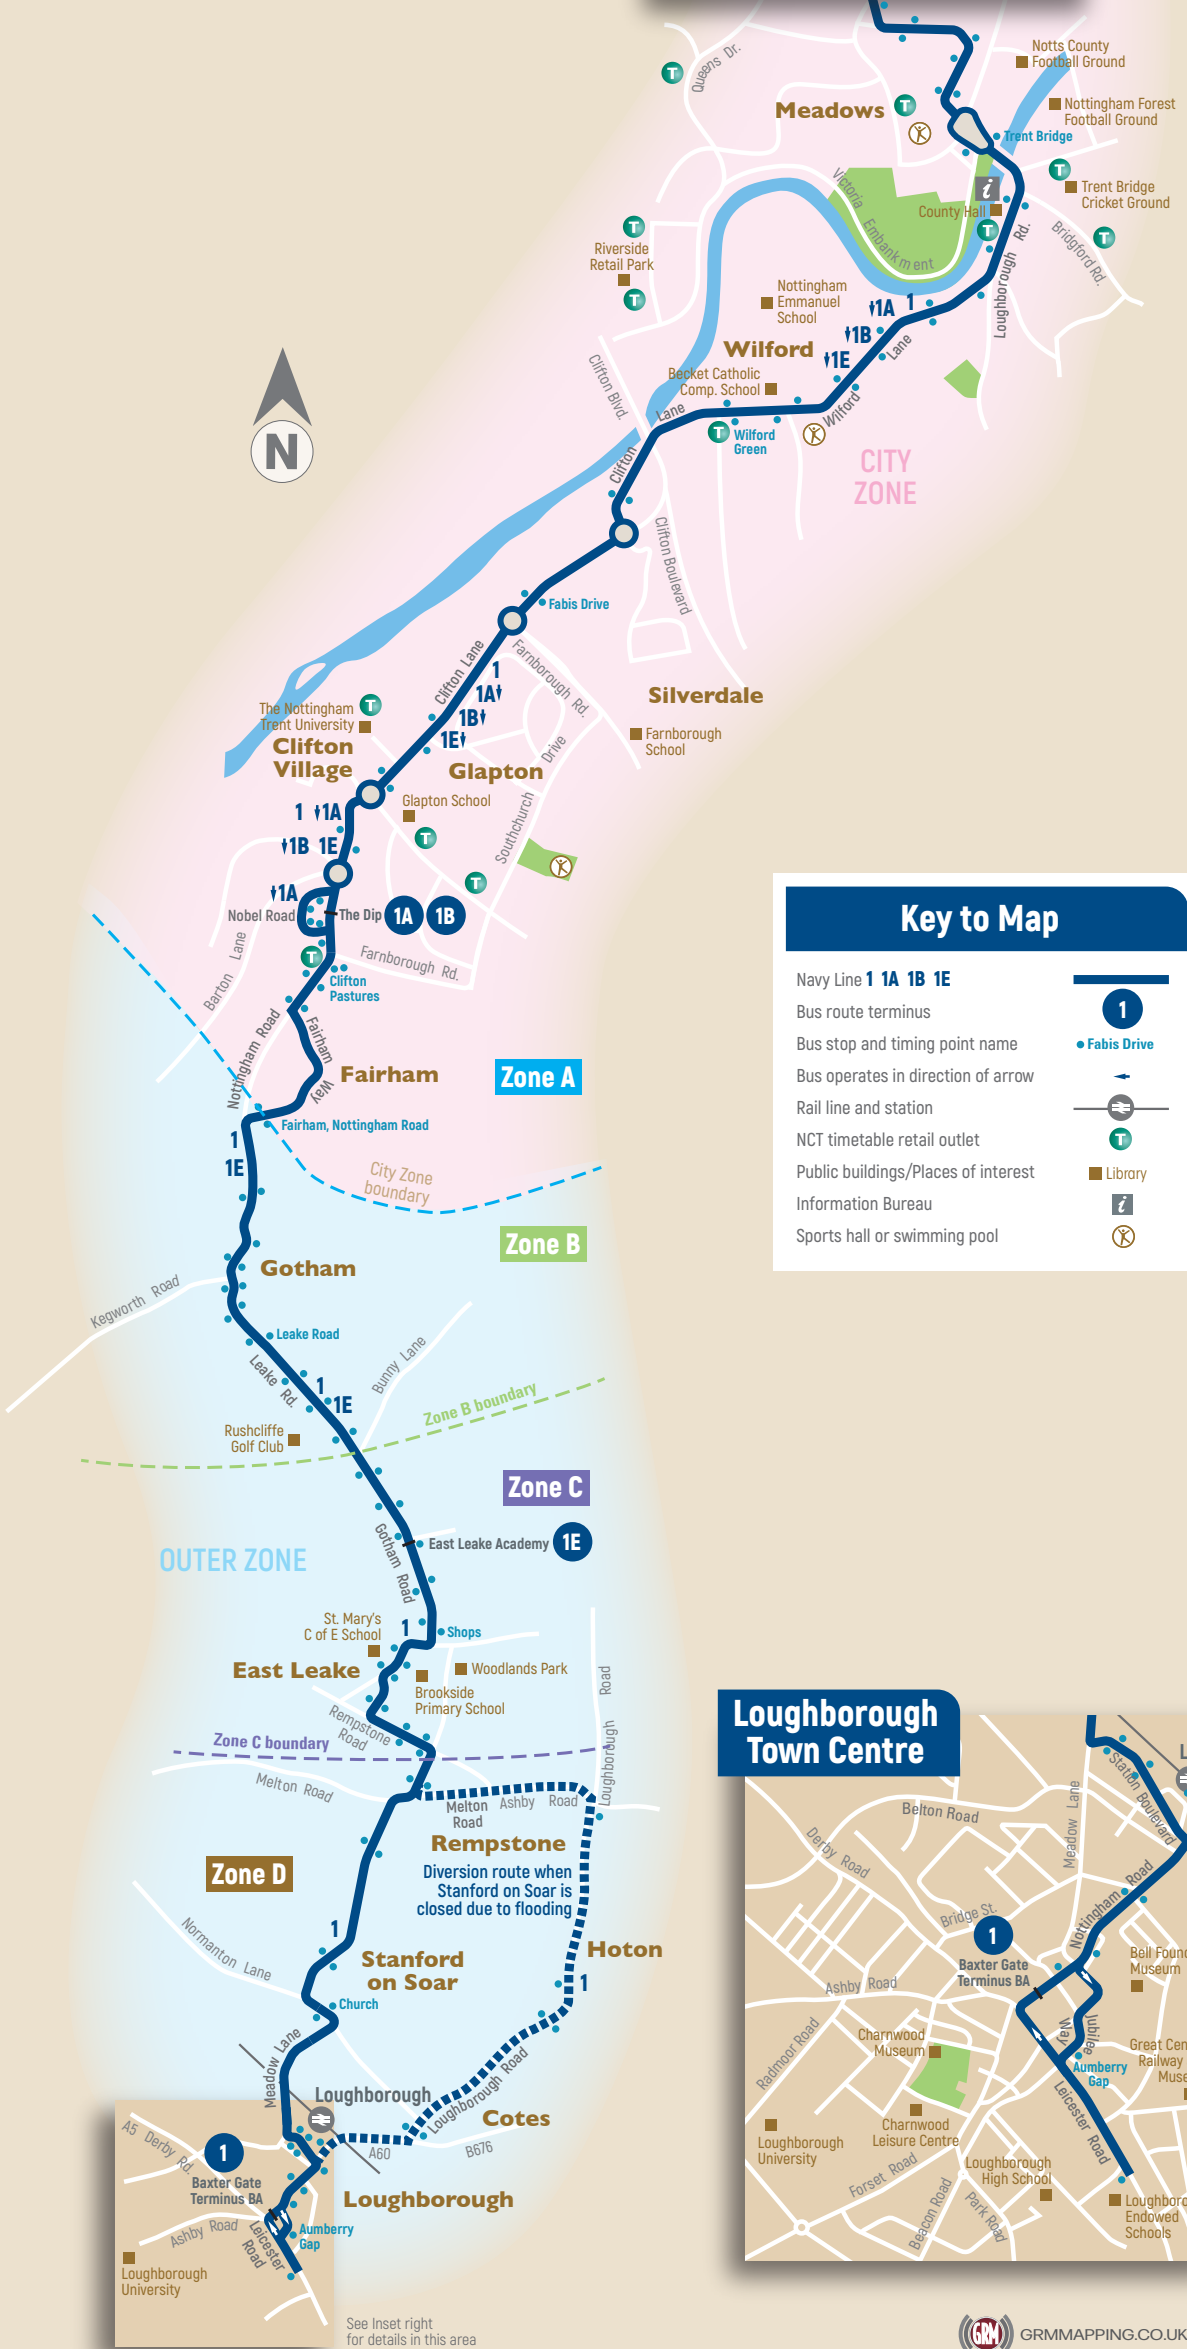 Queens Dr.
Notts County
Football Ground
Meadows
Nottingham Forest
Football Ground
Trent Bridge
Trent Bridge
Cricket Ground
County Hall
Victoria Embankment
Bridgford Rd.
Loughborough Rd.
Riverside
Retail Park
Nottingham
Emmanuel
School
1A 1
1B
1E
Wilford
Lane
Wilford
Becket Catholic
Comp. School
Clifton Blvd.
Lane
Clifton
Wilford
Green
CITY
ZONE
N
Clifton Boulevard
Fabis Drive
Clifton Lane
Farnborough Rd.
1
1A
1B
1E
Silverdale
Farnborough
School
The Nottingham
Trent University
Clifton
Village
Glapton
Southchurch Drive
Glapton School
1 1A
1B 1E
1A
Nobel Road
The Dip 1A 1B
Farnborough Rd.
Barton Lane
Clifton
Pastures
Nottingham Road
Fairham Way
Fairham
Zone A
Fairham, Nottingham Road
1
1E
City Zone
boundary
Zone B
Gotham
Kegworth Road
Leake Road
Leake Rd.
1
1E
Bunny Lane
Zone B boundary
Rushcliffe
Golf Club
Zone C
OUTER ZONE
Gotham Road
East Leake Academy 1E
St. Mary's
C of E School
1
Shops
East Leake
Woodlands Park
Brookside
Primary School
Rempstone
Road
Loughborough Road
Zone C boundary
Melton Road
Melton
Road
Ashby Road
Rempstone
Zone D
Diversion route when
Stanford on Soar is
closed due to flooding
1
Normanton Lane
Stanford
on Soar
Hoton
1
Church
Meadow Lane
Loughborough
Loughborough Road
Cotes
A60
B676
A5 Derby Rd.
1
Baxter Gate
Terminus BA
Loughborough
Ashby Road
Leicester
Road
Aumberry
Gap
Loughborough
University
See Inset right
for details in this area
Key to Map
Navy Line 1 1A 1B 1E
Bus route terminus
1
Bus stop and timing point name
Fabis Drive
Bus operates in direction of arrow
Rail line and station
NCT timetable retail outlet
T
Public buildings/Places of interest
Library
Information Bureau
i
Sports hall or swimming pool
Loughborough
Town Centre
Station Boulevard
Belton Road
Meadow Lane
Derby Road
Nottingham Road
Bridge St.
1
Baxter Gate
Terminus BA
Bell Found
Museum
Ashby Road
Jubilee
Way
Charnwood
Museum
Great Cen
Railway
Muse
Radmoor Road
Aumberry
Gap
Leicester Road
Charnwood
Leisure Centre
Loughborough
University
Forset Road
Loughborough
High School
Beacon Road
Park Road
Loughboro
Endowed
Schools
GRM
GRMMAPPING.CO.UK